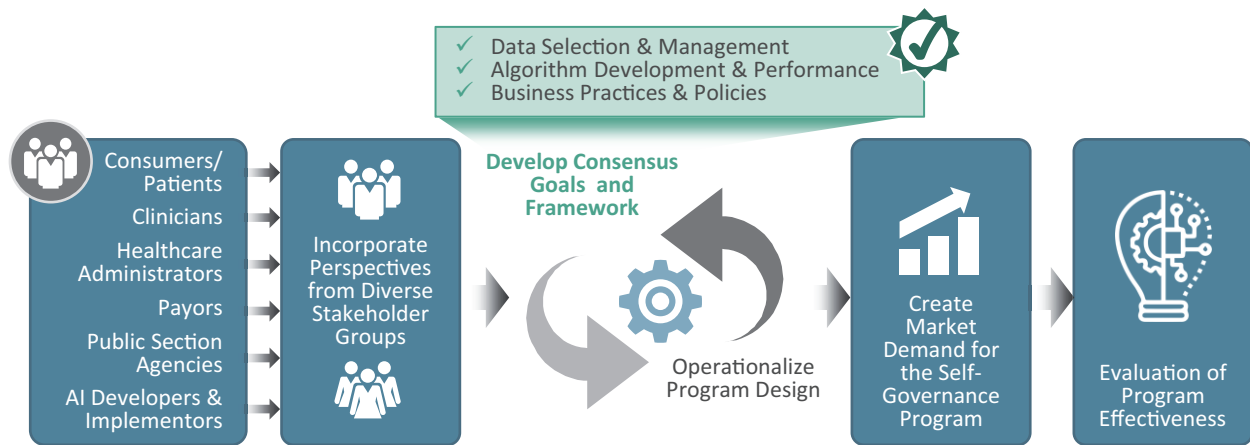 Data Selection & Management
Algorithm Development & Performance
Business Practices & Policies
Consumers/
Patients
Clinicians
Healthcare
Administrators
Payors
Public Section
Agencies
AI Developers &
Implementors
Incorporate
Perspectives
from Diverse
Stakeholder
Groups
Develop Consensus
Goals and
Framework
Operationalize
Program Design
Create
Market
Demand for
the Self-
Governance
Program
Evaluation of
Program
Effectiveness